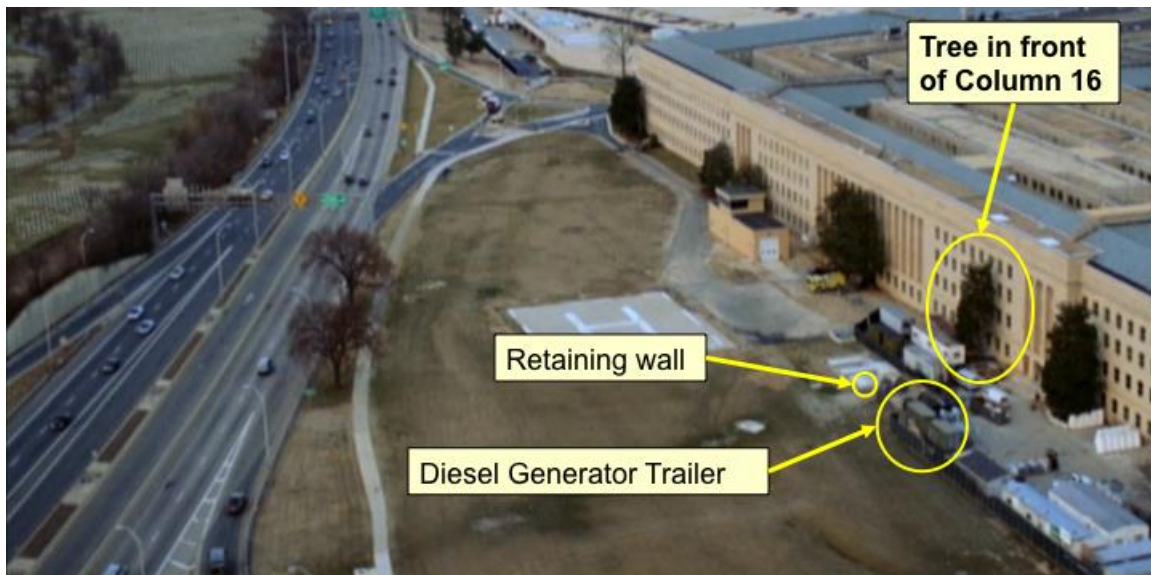 Tree in front
of Column 16
Retaining wall
Diesel Generator Trailer
H